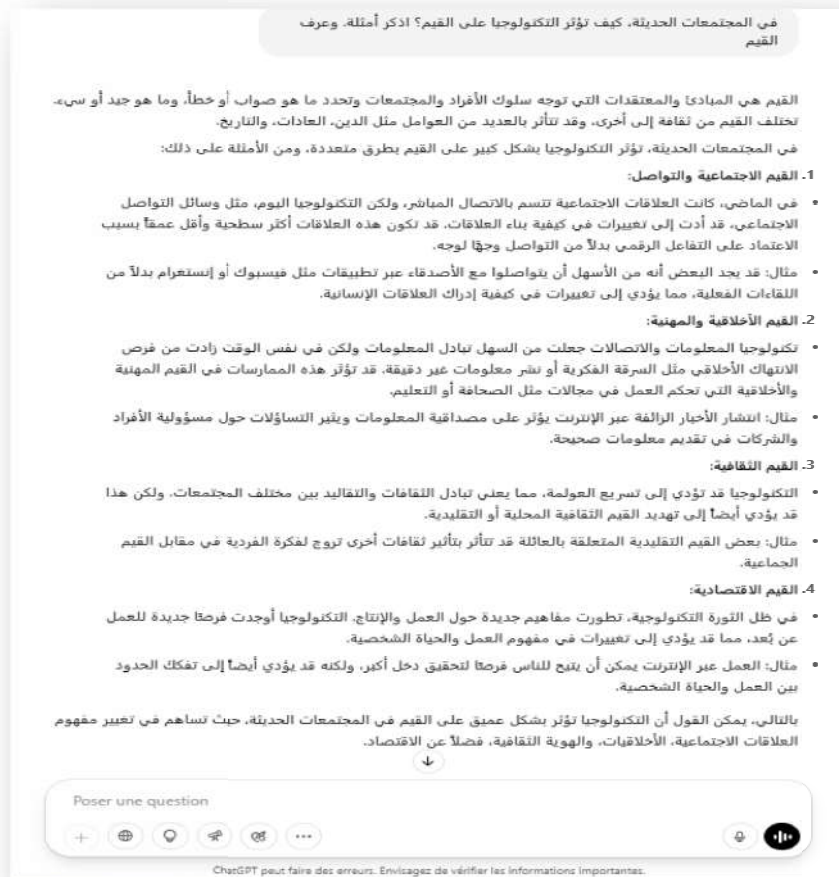 في المجتمعات الحديثة، كيف تؤثر التكنولوجيا على القيم؟ اذكر أمثلة. وعرف
القيم
القيم هي المبادئ والمعتقدات التي توجه سلوك الأفراد والمجتمعات وتحدد ما هو صواب أو خطأ، وما هو جيد أو سيء.
تختلف القيم من ثقافة إلى أخرى، وقد تتأثر بالعديد من العوامل مثل الدين، العادات، والتاريخ.
في المجتمعات الحديثة، تؤثر التكنولوجيا بشكل كبير على القيم بطرق متعددة، ومن الأمثلة على ذلك:
1. القيم الاجتماعية والتواصل:
• في الماضي، كانت العلاقات الاجتماعية تتسم بالاتصال المباشر، ولكن التكنولوجيا اليوم، مثل وسائل التواصل
الاجتماعي، قد أدت إلى تغييرات في كيفية بناء العلاقات. قد تكون هذه العلاقات أكثر سطحية وأقل عمقاً بسبب
الاعتماد على التفاعل الرقمي بدلاً من التواصل وجهًا لوجه.
• مثال: قد يجد البعض أنه من الأسهل أن يتواصلوا مع الأصدقاء عبر تطبيقات مثل فيسبوك أو إنستغرام بدلاً من
اللقاءات الفعلية، مما يؤدي إلى تغييرات في كيفية إدراك العلاقات الإنسانية.
2. القيم الأخلاقية والمهنية:
• تكنولوجيا المعلومات والاتصالات جعلت من السهل تبادل المعلومات ولكن في نفس الوقت زادت من فرص
الانتهاك الأخلاقي مثل السرقة الفكرية أو نشر معلومات غير دقيقة. قد تؤثر هذه الممارسات في القيم المهنية
والأخلاقية التي تحكم العمل في مجالات مثل الصحافة أو التعليم.
• مثال: انتشار الأخبار الزائفة عبر الإنترنت يؤثر على مصداقية المعلومات ويثير التساؤلات حول مسؤولية الأفراد
والشركات في تقديم معلومات صحيحة.
3. القيم الثقافية:
• التكنولوجيا قد تؤدي إلى تسريع العولمة، مما يعني تبادل الثقافات والتقاليد بين مختلف المجتمعات. ولكن هذا
قد يؤدي أيضاً إلى تهديد القيم الثقافية المحلية أو التقليدية.
• مثال: بعض القيم التقليدية المتعلقة بالعائلة قد تتأثر بتأثير ثقافات أخرى تروج لفكرة الفردية في مقابل القيم
الجماعية.
4. القيم الاقتصادية:
• في ظل الثورة التكنولوجية، تطورت مفاهيم جديدة حول العمل والإنتاج. التكنولوجيا أوجدت فرصًا جديدة للعمل
عن بُعد، مما قد يؤدي إلى تغييرات في مفهوم العمل والحياة الشخصية.
• مثال: العمل عبر الإنترنت يمكن أن يتيح للناس فرصًا لتحقيق دخل أكبر، ولكنه قد يؤدي أيضاً إلى تفكك الحدود
بين العمل والحياة الشخصية.
بالتالي، يمكن القول أن التكنولوجيا تؤثر بشكل عميق على القيم في المجتمعات الحديثة، حيث تساهم في تغيير مفهوم
العلاقات الاجتماعية، الأخلاقيات، والهوية الثقافية، فضلاً عن الاقتصاد.
Poser une question
ChatGPT peut faire des erreurs. Envisagez de vérifier les informations importantes.